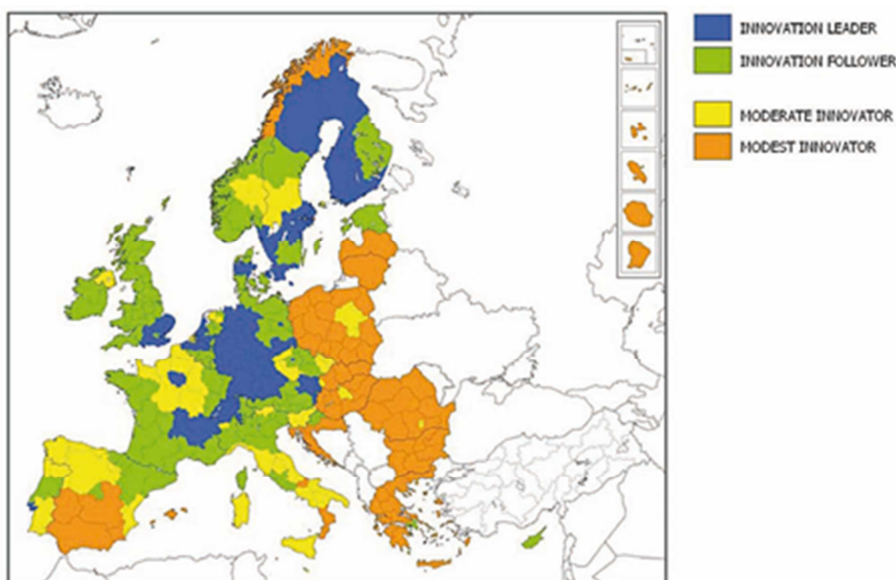 INNOVATION LEADER
INNOVATION FOLLOWER
MODERATE INNOVATOR
MODEST INNOVATOR